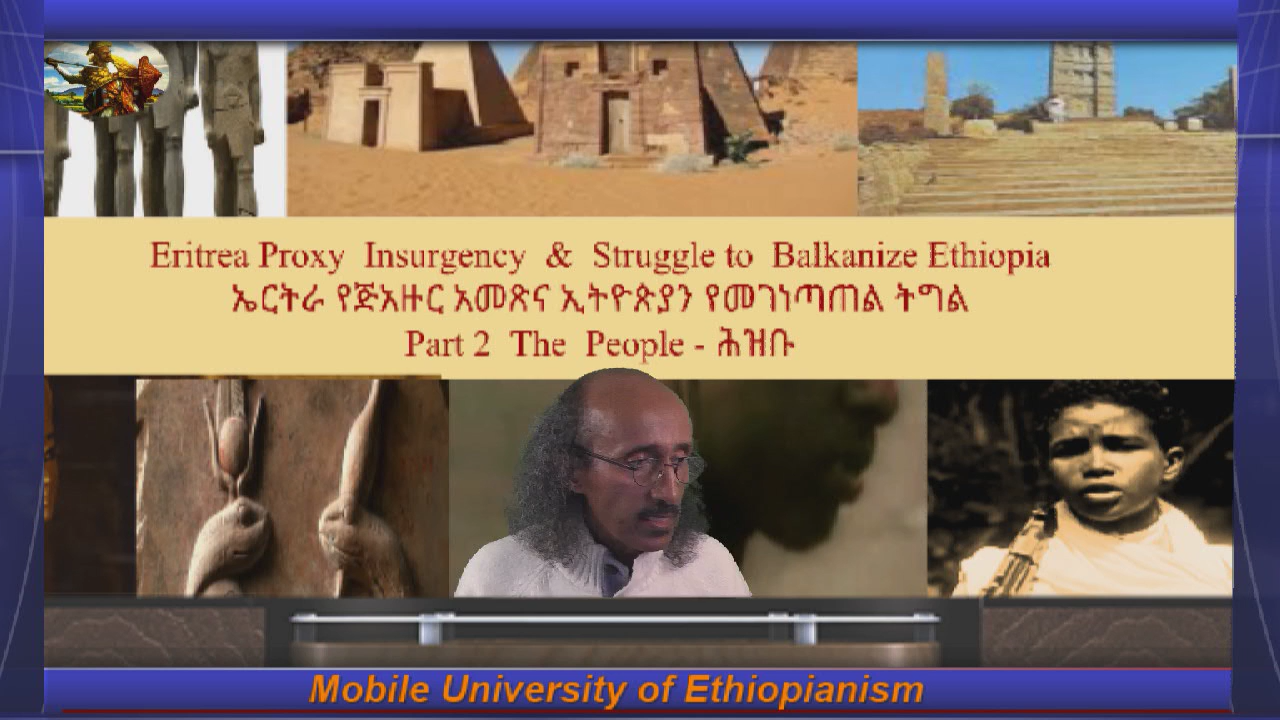 Eritrea Proxy Insurgency & Struggle to Balkanize Ethiopia
ኤርትራ የጅአዙር አመጽና ኢትዮጵያን የመገነጣጠል ትግል
Part 2 The People - ሕዝቡ
Mobile University of Ethiopianism